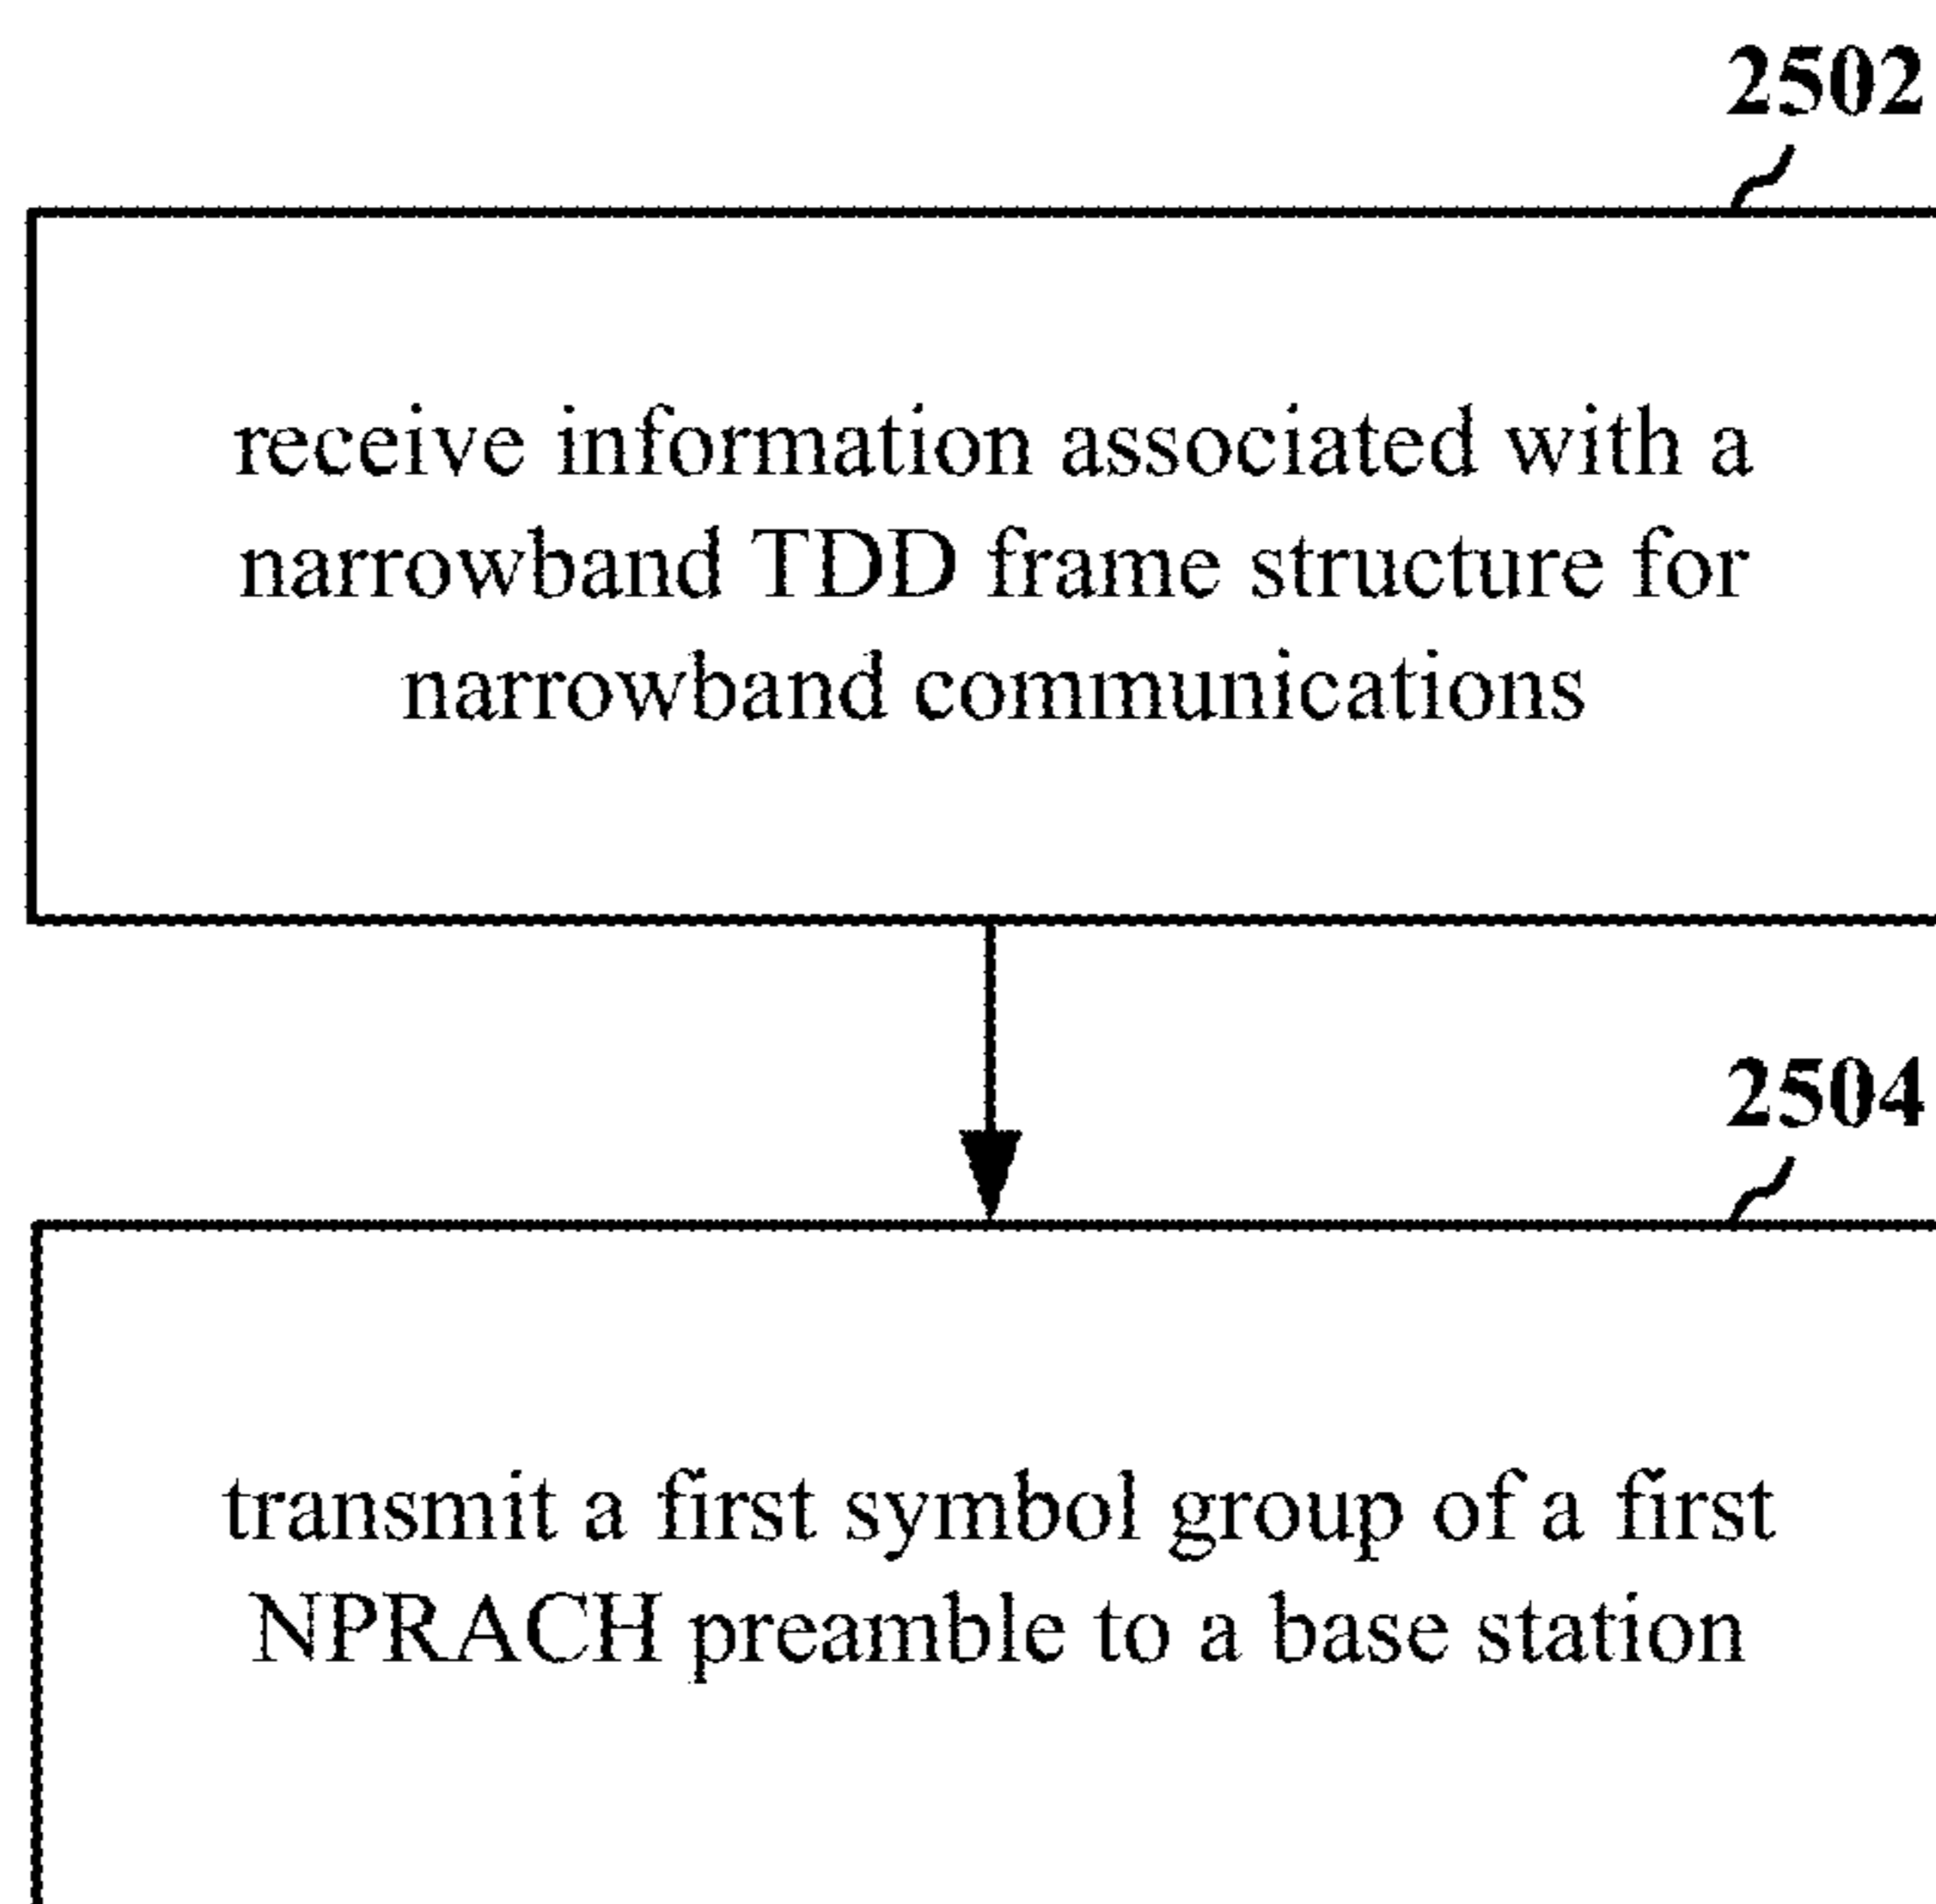 2502
receive information associated with a
narrowband TDD frame structure for
narrowband communications
2504
transmit a first symbol group of a first
NPRACH preamble to a base station